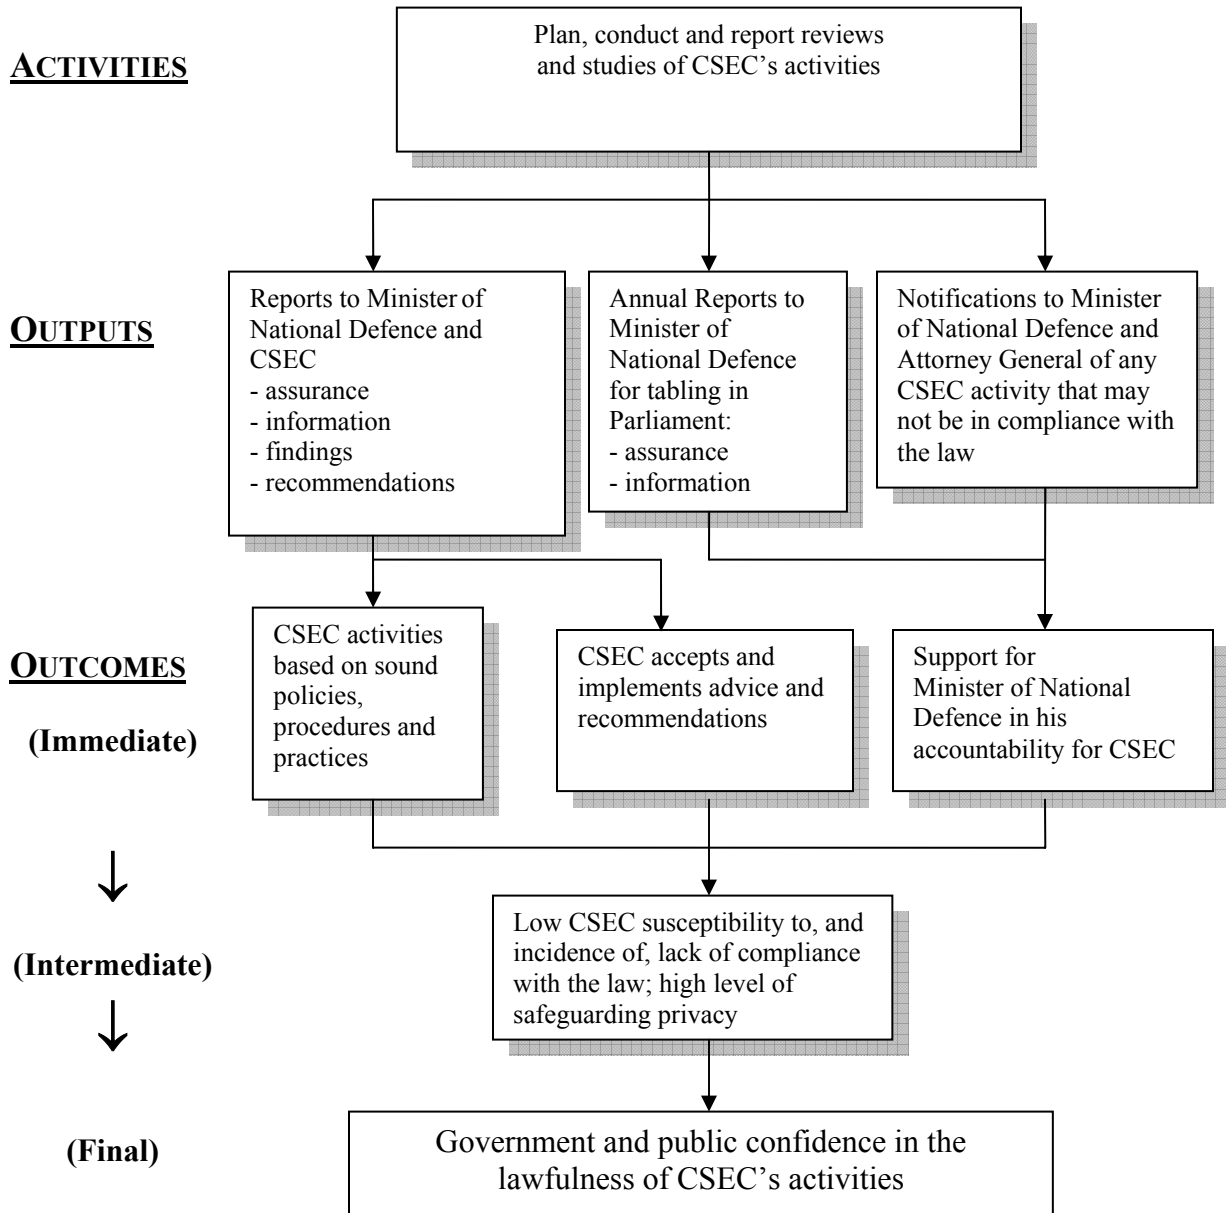 ACTIVITIES
Plan, conduct and report reviews
and studies of CSEC's activities
OUTPUTS
Reports to Minister of
National Defence and
CSEC
- assurance
- information
- findings
- recommendations
Annual Reports to
Minister of
National Defence
for tabling in
Parliament:
- assurance
- information
Notifications to Minister
of National Defence and
Attorney General of any
CSEC activity that may
not be in compliance with
the law
OUTCOMES
(Immediate)
CSEC activities
based on sound
policies,
procedures and
practices
CSEC accepts and
implements advice and
recommendations
Support for
Minister of National
Defence in his
accountability for CSEC
(Intermediate)
Low CSEC susceptibility to, and
incidence of, lack of compliance
with the law; high level of
safeguarding privacy
(Final)
Government and public confidence in the
lawfulness of CSEC's activities